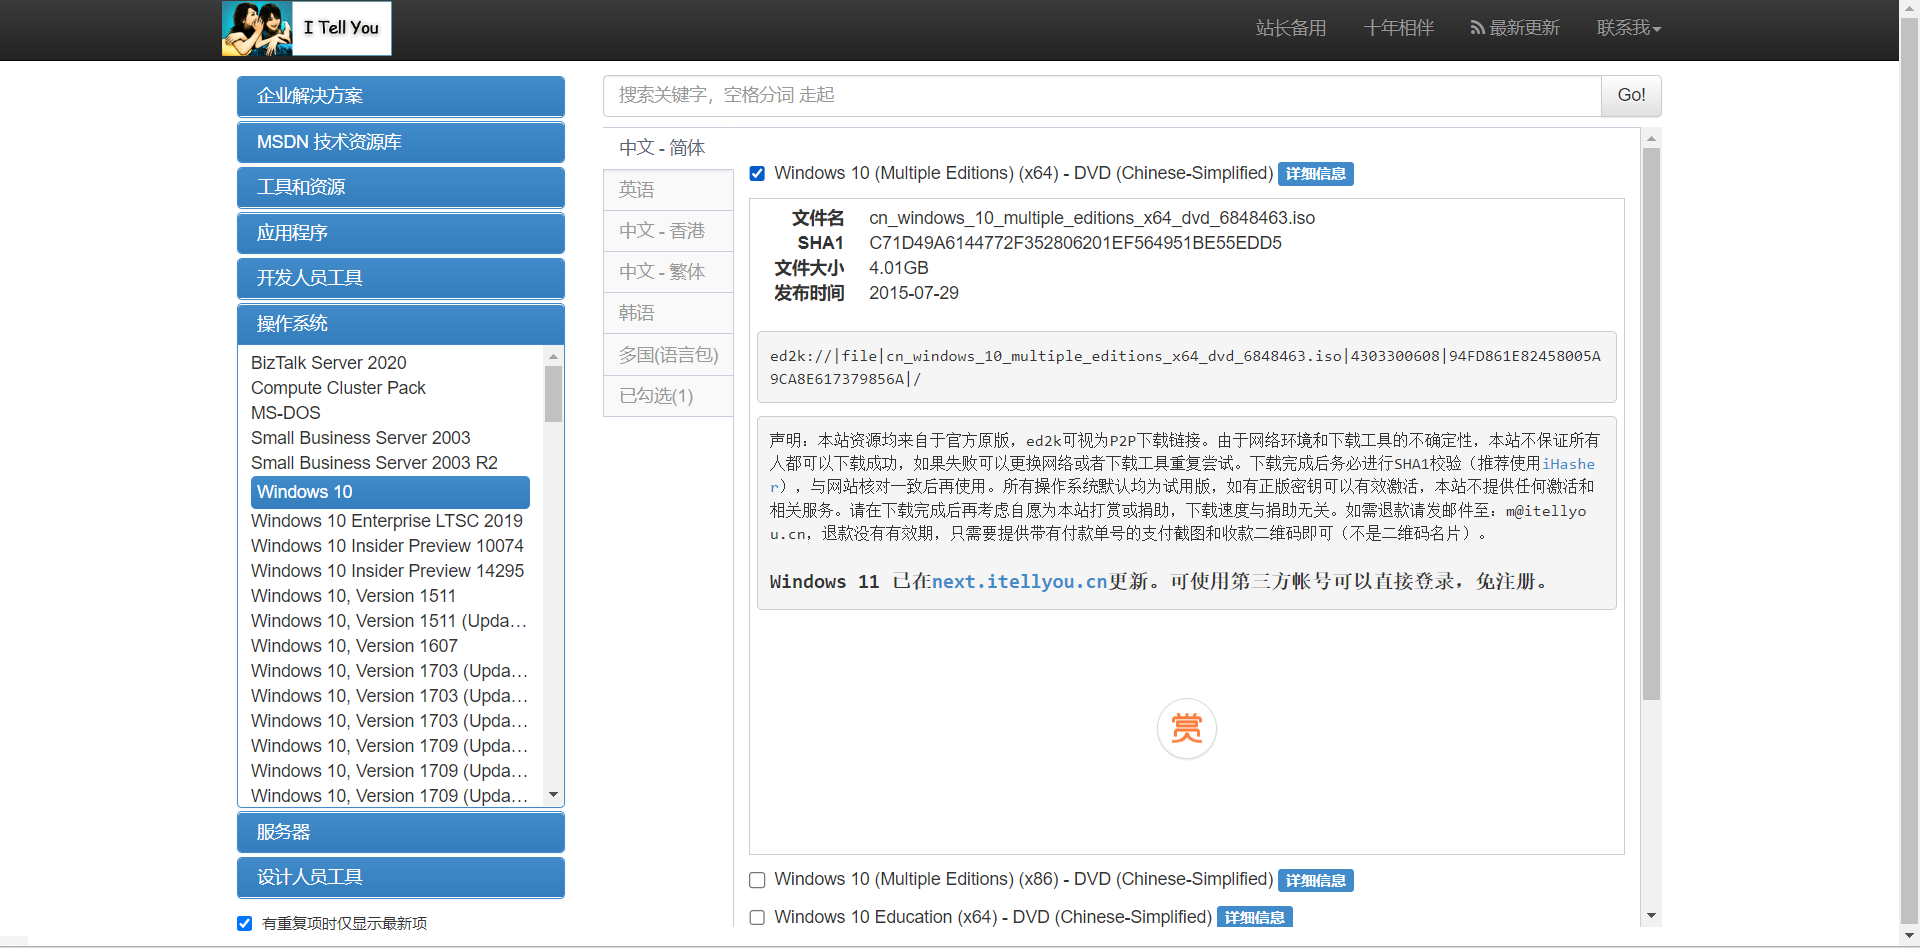 I Tell You
站长备用
十年相伴
最新更新
联系我
企业解决方案
MSDN 技术资源库
工具和资源
应用程序
开发人员工具
操作系统
BizTalk Server 2020
Compute Cluster Pack
MS-DOS
Small Business Server 2003
Small Business Server 2003 R2
Windows 10
Windows 10 Enterprise LTSC 2019
Windows 10 Insider Preview 10074
Windows 10 Insider Preview 14295
Windows 10, Version 1511
Windows 10, Version 1511 (Upda…
Windows 10, Version 1607
Windows 10, Version 1703 (Upda…
Windows 10, Version 1703 (Upda…
Windows 10, Version 1703 (Upda…
Windows 10, Version 1709 (Upda…
Windows 10, Version 1709 (Upda…
Windows 10, Version 1709 (Upda…
服务器
设计人员工具
有重复项时仅显示最新项
搜索关键字，空格分词 走起
Go!
中文 - 简体
英语
中文 - 香港
中文 - 繁体
韩语
多国(语言包)
已勾选(1)
Windows 10 (Multiple Editions) (x64) - DVD (Chinese-Simplified) 详细信息
文件名 cn_windows_10_multiple_editions_x64_dvd_6848463.iso
SHA1 C71D49A6144772F352806201EF564951BE55EDD5
文件大小 4.01GB
发布时间 2015-07-29
ed2k://|file|cn_windows_10_multiple_editions_x64_dvd_6848463.iso|4303300608|94FD861E82458005A
9CA8E617379856A|/
声明：本站资源均来自于官方原版，ed2k可视为P2P下载链接。由于网络环境和下载工具的不确定性，本站不保证所有
人都可以下载成功，如果失败可以更换网络或者下载工具重复尝试。下载完成后务必进行SHA1校验（推荐使用iHashe
r），与网站核对一致后再使用。所有操作系统默认均为试用版，如有正版密钥可以有效激活，本站不提供任何激活和
相关服务。请在下载完成后再考虑自愿为本站打赏或捐助，下载速度与捐助无关。如需退款请发邮件至：m@itellyo
u.cn，退款没有有效期，只需要提供带有付款单号的支付截图和收款二维码即可（不是二维码名片）。
Windows 11 已在next.itellyou.cn更新。可使用第三方帐号可以直接登录，免注册。
赏
Windows 10 (Multiple Editions) (x86) - DVD (Chinese-Simplified) 详细信息
Windows 10 Education (x64) - DVD (Chinese-Simplified) 详细信息